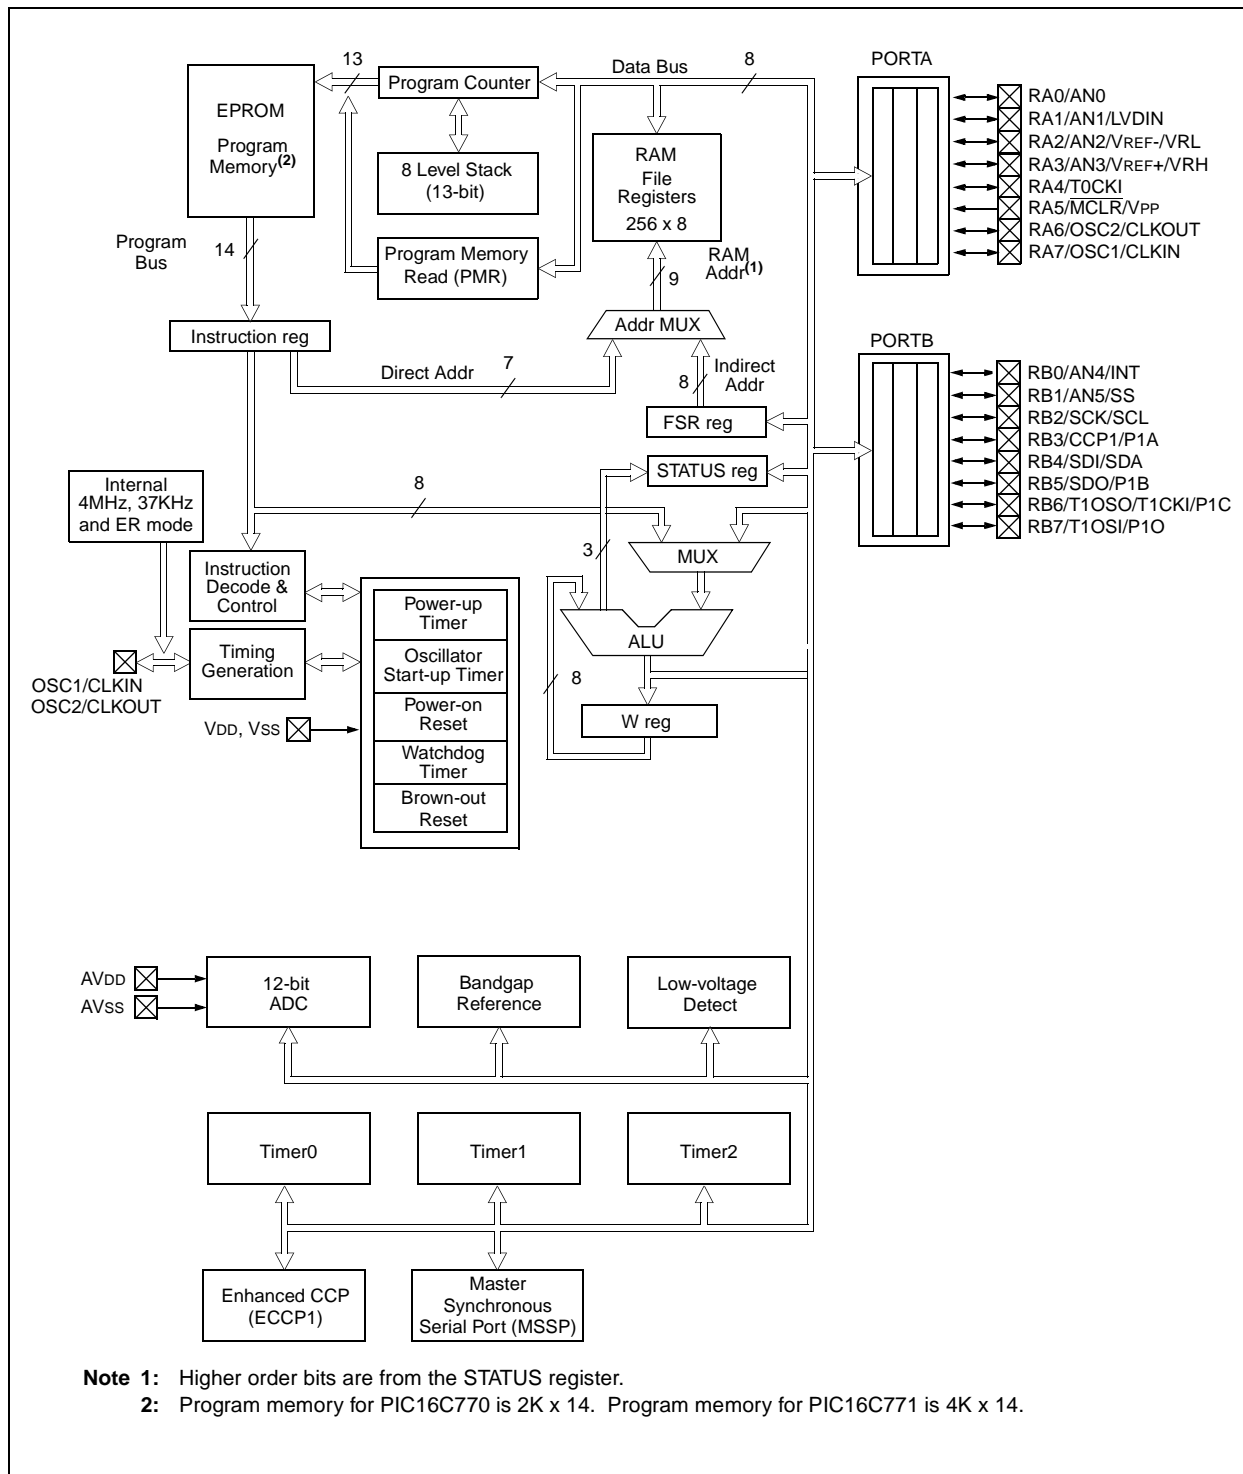 13
Data Bus
8
PORTA
EPROM
Program
Memory(2)
Program Counter
8 Level Stack
(13-bit)
RAM
File
Registers
256 x 8
RA0/AN0
RA1/AN1/LVDIN
RA2/AN2/VREF-/VRL
RA3/AN3/VREF+/VRH
RA4/T0CKI
RA5/MCLR/VPP
RA6/OSC2/CLKOUT
RA7/OSC1/CLKIN
Program
Bus
14
Program Memory
Read (PMR)
RAM
Addr(1)
9
Instruction reg
Addr MUX
PORTB
Direct Addr
7
8
Indirect
Addr
FSR reg
RB0/AN4/INT
RB1/AN5/SS
RB2/SCK/SCL
RB3/CCP1/P1A
RB4/SDI/SDA
RB5/SDO/P1B
RB6/T1OSO/T1CKI/P1C
RB7/T1OSI/P1O
STATUS reg
Internal
4MHz, 37KHz
and ER mode
8
3
MUX
Instruction
Decode &
Control
Power-up
Timer
ALU
Timing
Generation
Oscillator
Start-up Timer
8
OSC1/CLKIN
OSC2/CLKOUT
VDD, VSS
Power-on
Reset
W reg
Watchdog
Timer
Brown-out
Reset
AVDD
AVSS
12-bit
ADC
Bandgap
Reference
Low-voltage
Detect
Timer0
Timer1
Timer2
Enhanced CCP
(ECCP1)
Master
Synchronous
Serial Port (MSSP)
Note 1: Higher order bits are from the STATUS register.
2: Program memory for PIC16C770 is 2K x 14. Program memory for PIC16C771 is 4K x 14.